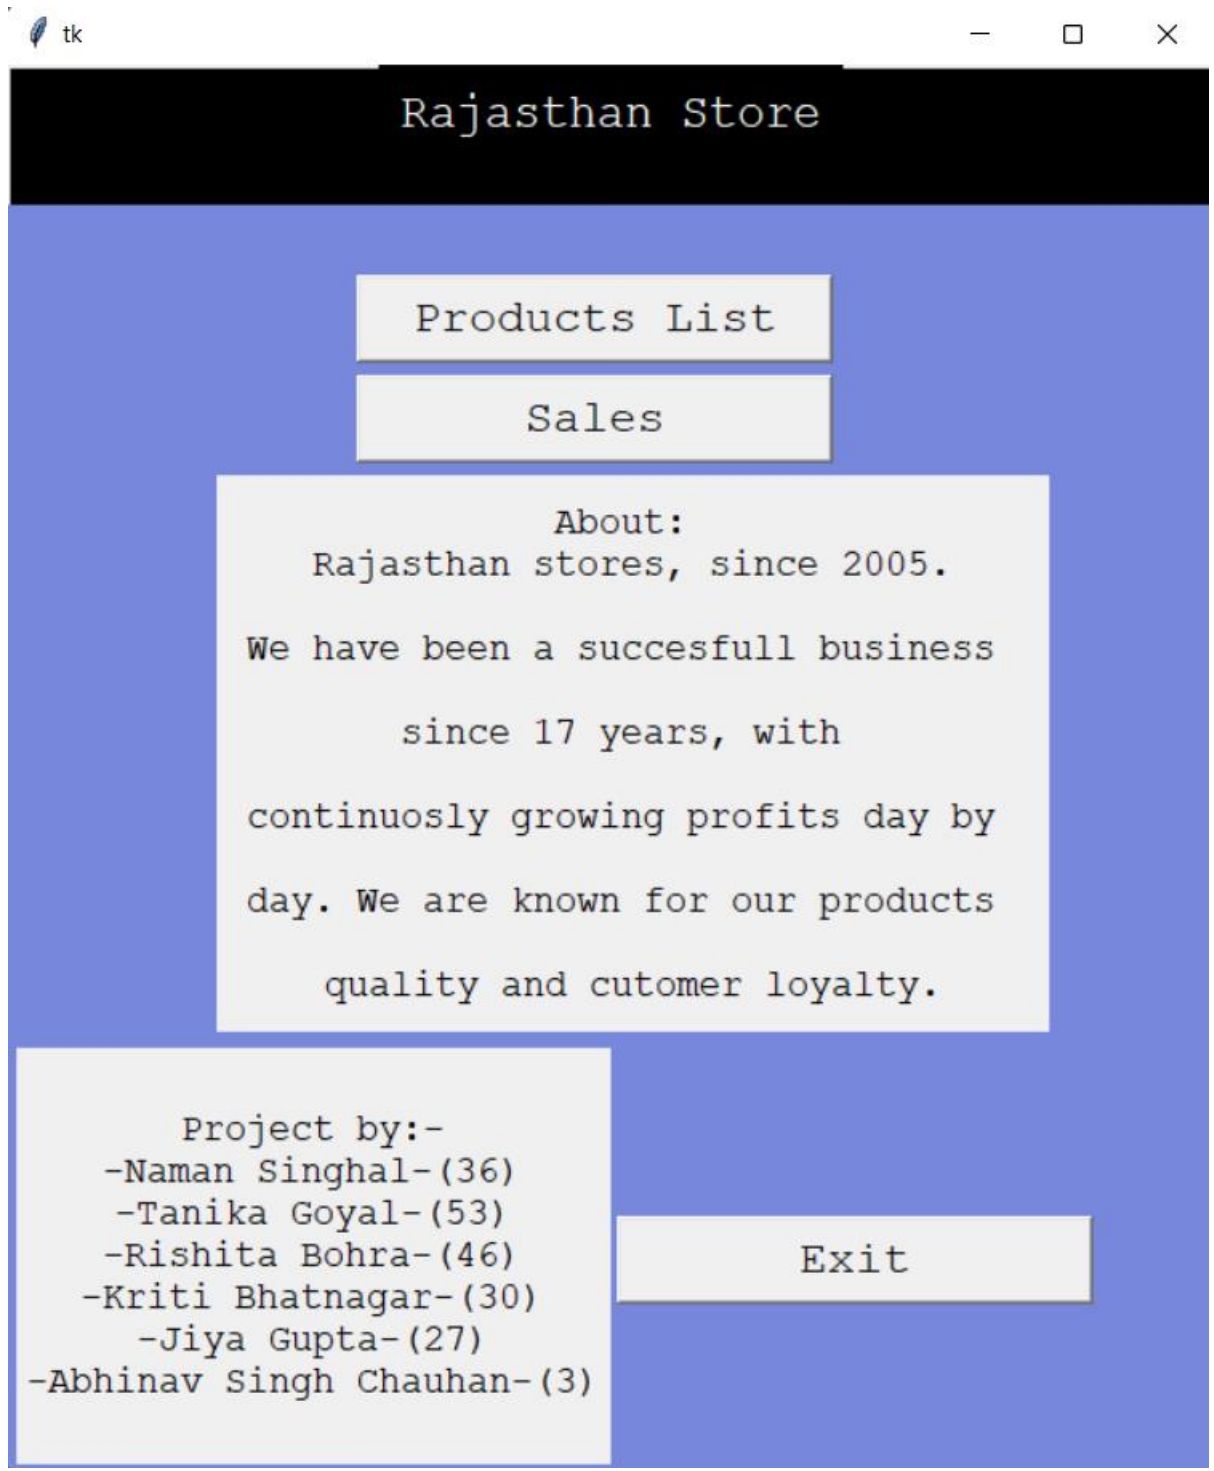 tk
Rajasthan Store
Products List
Sales
About:
Rajasthan stores, since 2005.
We have been a succesfull business
since 17 years, with
continuosly growing profits day by
day. We are known for our products
quality and cutomer loyalty.
Project by:-
-Naman Singhal-(36)
-Tanika Goyal-(53)
-Rishita Bohra-(46)
-Kriti Bhatnagar-(30)
-Jiya Gupta-(27)
-Abhinav Singh Chauhan-(3)
Exit